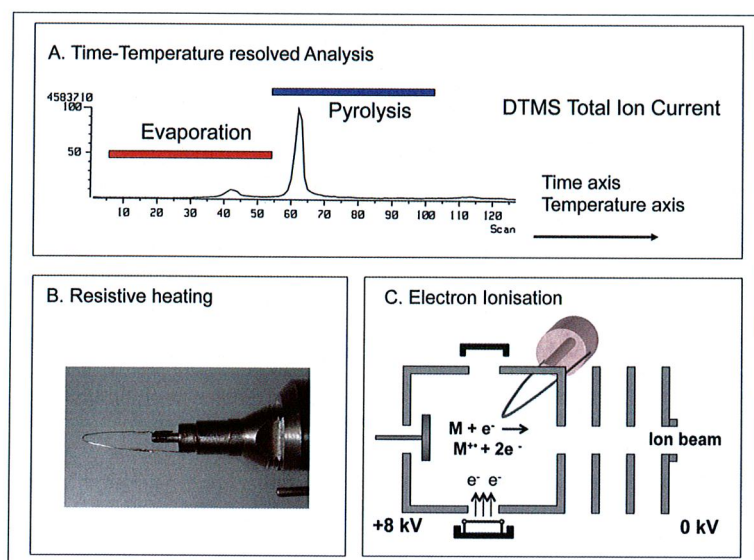 A. Time-Temperature resolved Analysis
4583710
100
50
Evaporation
Pyrolysis
DTMS Total Ion Current
10 20 30 40 50 60 70 80 90 100 110 120
Scan
Time axis
Temperature axis
B. Resistive heating
C. Electron Ionisation
M + e⁻ →
M⁺• + 2e⁻
e⁻ e⁻
Ion beam
+8 kV
0 kV